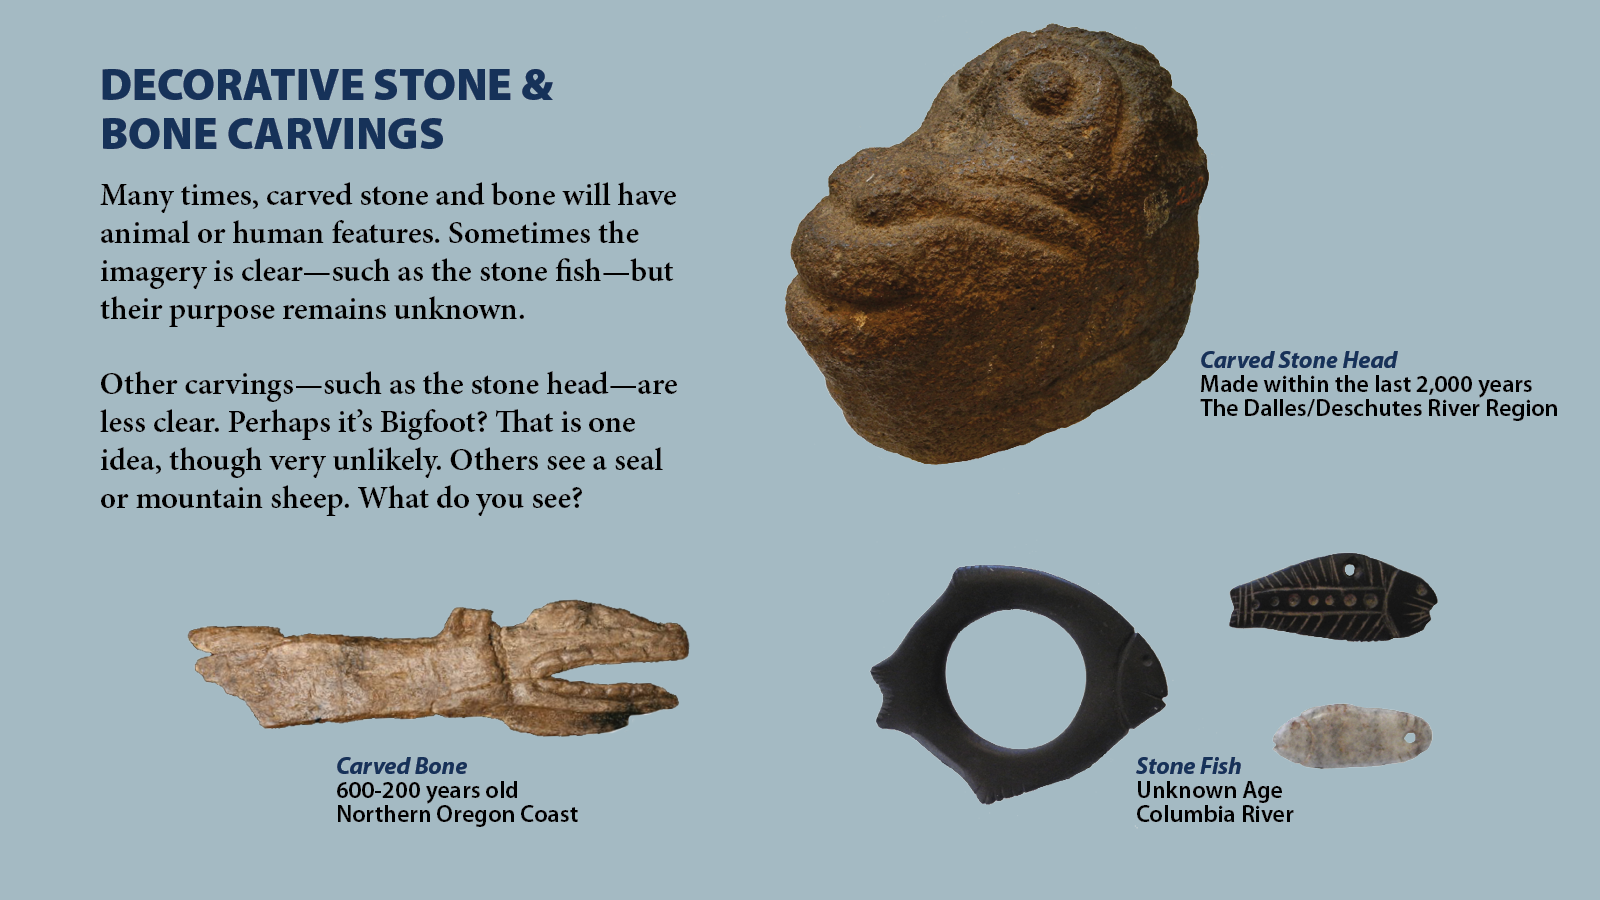 DECORATIVE STONE &
BONE CARVINGS
Many times, carved stone and bone will have
animal or human features. Sometimes the
imagery is clear—such as the stone fish—but
their purpose remains unknown.
Other carvings—such as the stone head—are
less clear. Perhaps it’s Bigfoot? That is one
idea, though very unlikely. Others see a seal
or mountain sheep. What do you see?
Carved Stone Head
Made within the last 2,000 years
The Dalles/Deschutes River Region
Carved Bone
600-200 years old
Northern Oregon Coast
Stone Fish
Unknown Age
Columbia River